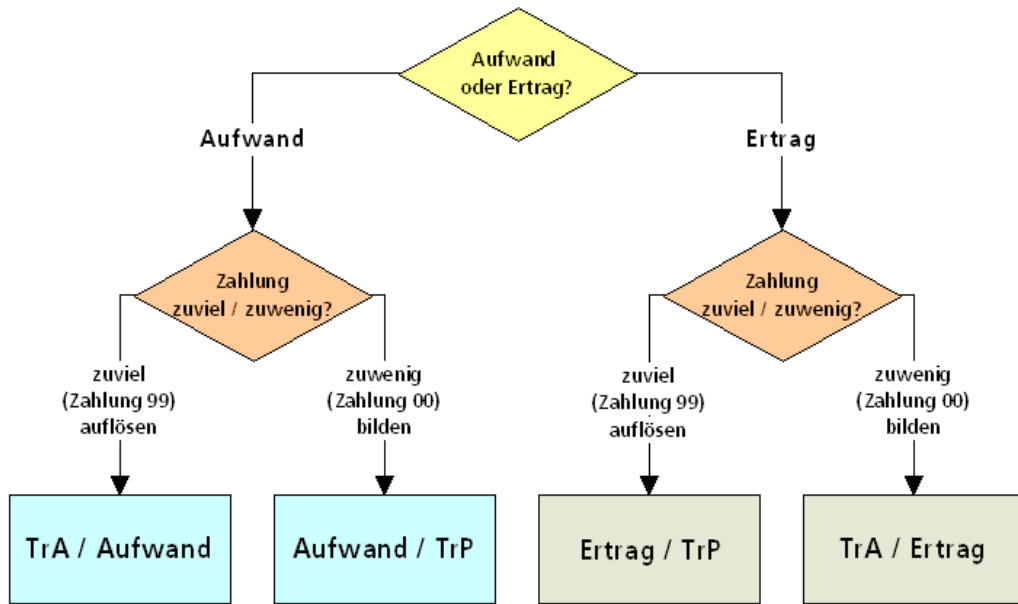 Aufwand
oder Ertrag?
Aufwand
Ertrag
Zahlung
zuviel / zuwenig?
Zahlung
zuviel / zuwenig?
zuviel
(Zahlung 99)
auflösen
zuwenig
(Zahlung 00)
bilden
zuviel
(Zahlung 99)
auflösen
zuwenig
(Zahlung 00)
bilden
TrA / Aufwand
Aufwand / TrP
Ertrag / TrP
TrA / Ertrag